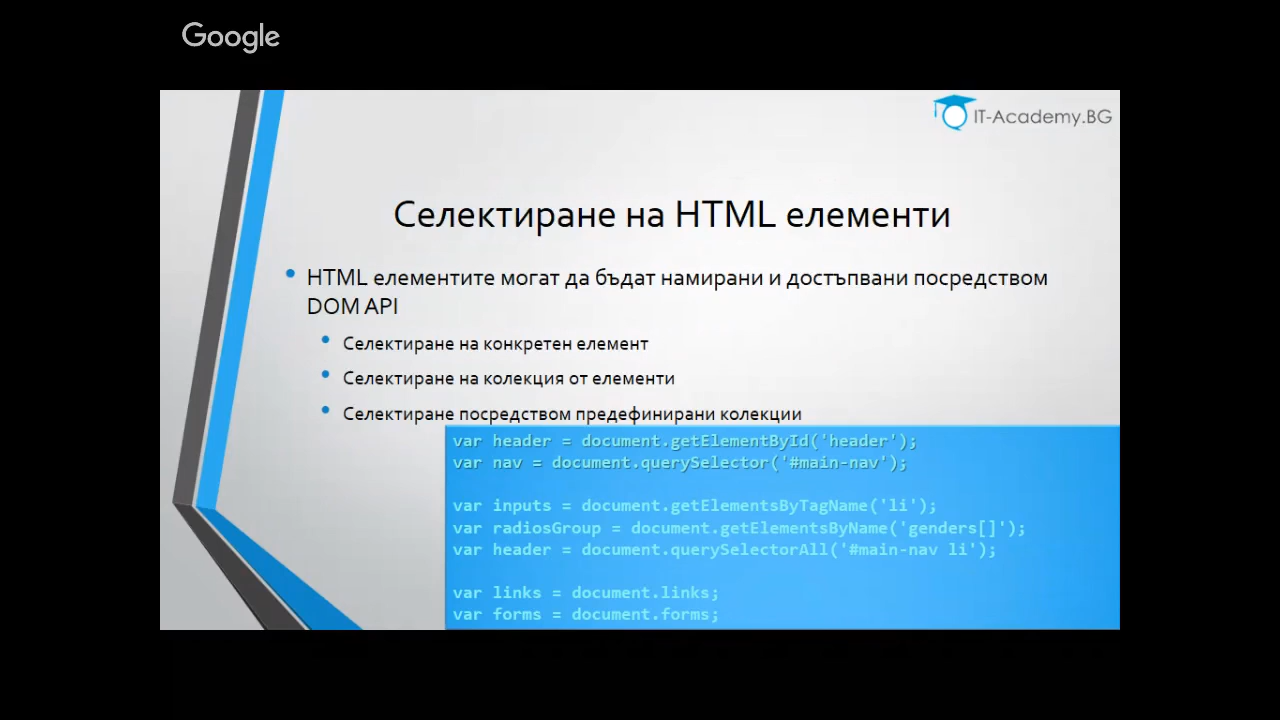 Google
IT-Academy.BG
Селектиране на HTML елементи
• HTML елементите могат да бъдат намирани и достъпвани посредством
DOM API
• Селектиране на конкретен елемент
• Селектиране на колекция от елементи
• Селектиране посредством предефинирани колекции
var header = document.getElementById('header');
var nav = document.querySelector('#main-nav');
var inputs = document.getElementsByTagName('li');
var radiosGroup = document.getElementsByName('genders[]');
var header = document.querySelectorAll('#main-nav li');
var links = document.links;
var forms = document.forms;